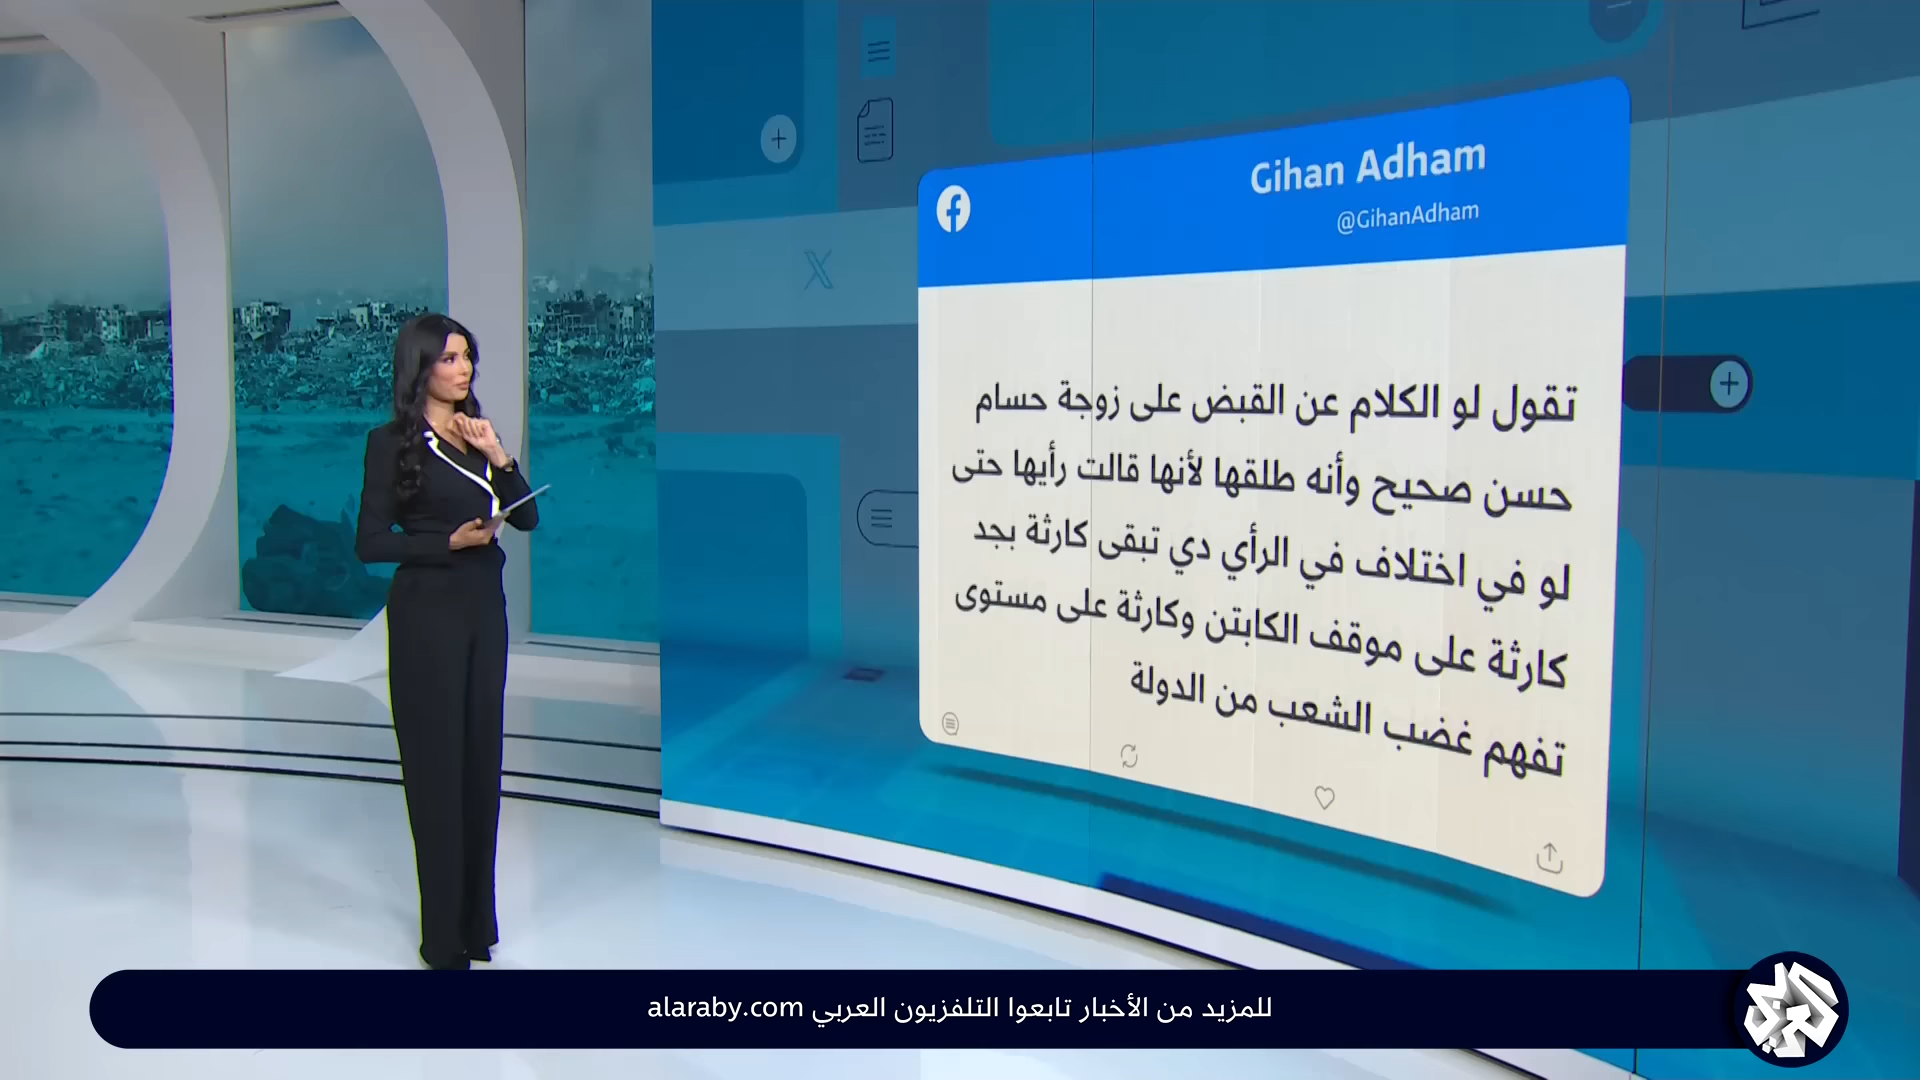 Gihan Adham
@GihanAdham
تقول لو الكلام عن القبض على زوجة حسام
حسن صحيح وأنه طلقها لأنها قالت رأيها حتى
لو في اختلاف في الرأي دي تبقى كارثة بجد
كارثة على موقف الكابتن وكارثة على مستوى
تفهم غضب الشعب من الدولة
للمزيد من الأخبار تابعوا التلفزيون العربي alaraby.com
العربي